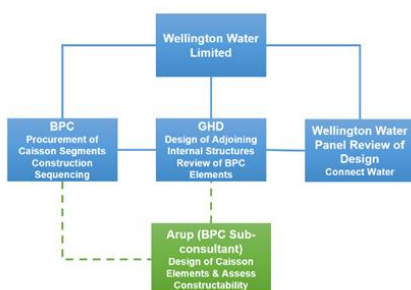 Wellington Water
Limited
BPC
Procurement of
Caisson Segments
Construction
Sequencing
GHD
Design of Adjoining
Internal Structures
Review of BPC
Elements
Wellington Water
Panel Review of
Design
Connect Water
Arup (BPC Sub-
consultant)
Design of Caisson
Elements & Assess
Constructability